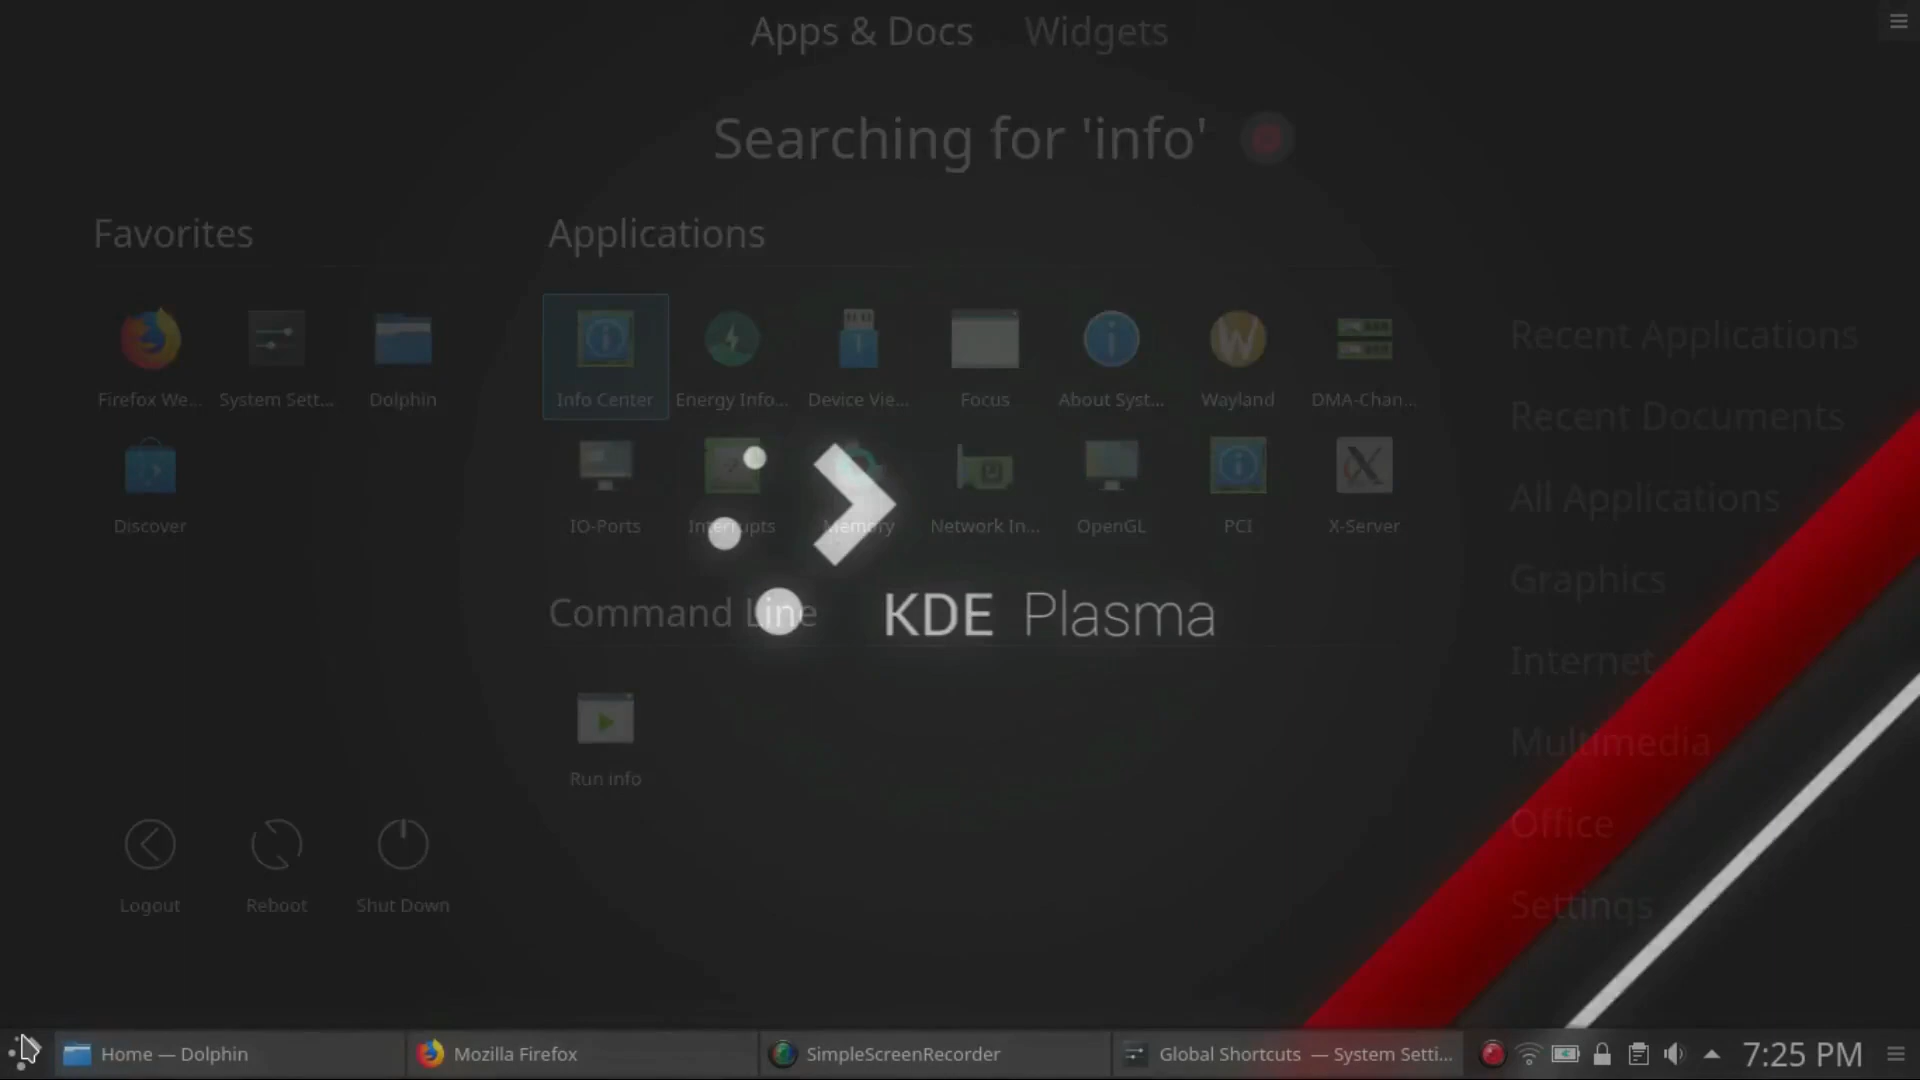 Apps & Docs Widgets
Searching for 'info'
Favorites
Applications
Firefox We... System Sett... Dolphin
Info Center Energy Info... Device Vie... Focus About Syst... Wayland DMA-Chan...
Discover
IO-Ports Interrupts Memory Network In... OpenGL PCI X-Server
Command Line
KDE Plasma
Run info
Recent Applications
Recent Documents
All Applications
Graphics
Internet
Multimedia
Office
Settings
Logout Reboot Shut Down
Home — Dolphin Mozilla Firefox SimpleScreenRecorder Global Shortcuts — System Setti... 7:25 PM